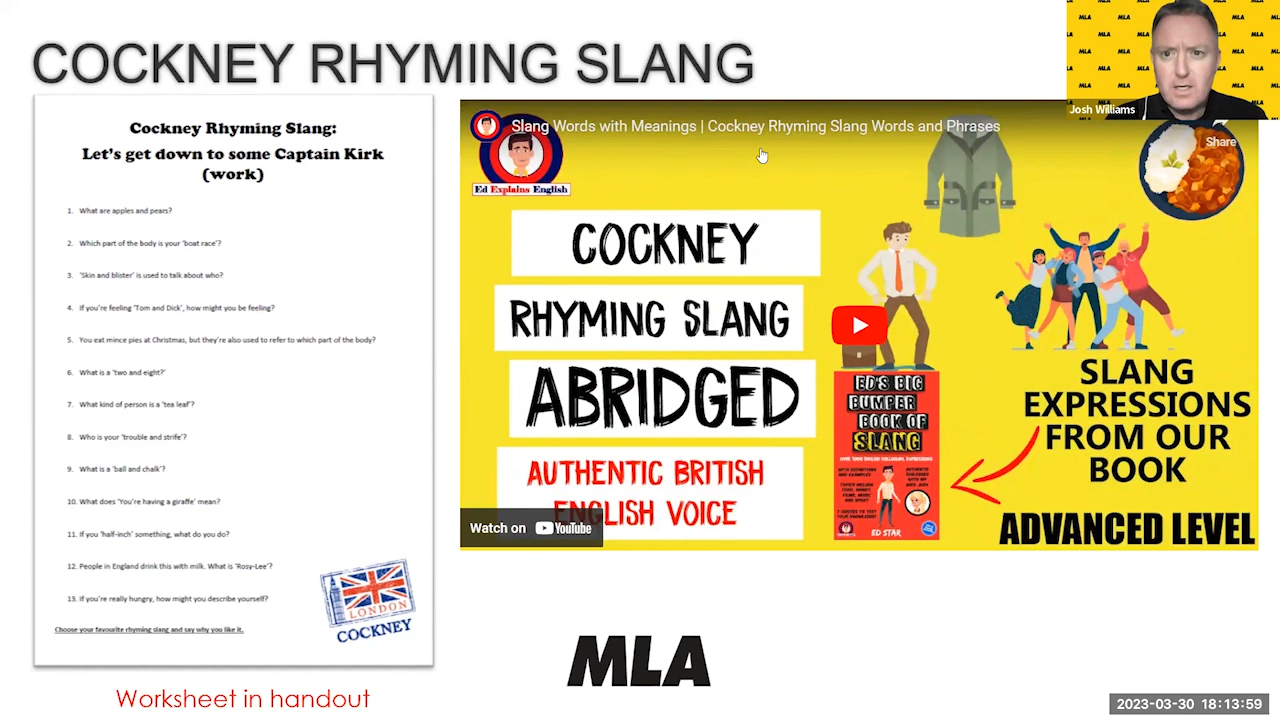 COCKNEY RHYMING SLANG
Cockney Rhyming Slang:
Let's get down to some Captain Kirk
(work)
1. What are apples and pears?
2. Which part of the body is your 'boat race'?
3. 'Skin and blister' is used to talk about who?
4. If you're feeling 'Tom and Dick', how might you be feeling?
5. You eat mince pies at Christmas, but they're also used to refer to which part of the body?
6. What is a 'two and eight?'
7. What kind of person is a 'tea leaf'?
8. Who is your 'trouble and strife'?
9. What is a 'ball and chalk'?
10. What does 'You're having a giraffe' mean?
11. If you 'half-inch' something, what do you do?
12. People in England drink this with milk. What is 'Rosy-Lee'?
13. If you're really hungry, how might you describe yourself?
Choose your favourite rhyming slang and say why you like it.
LONDON
COCKNEY
Worksheet in handout
Slang Words with Meanings | Cockney Rhyming Slang Words and Phrases
Share
Ed Explains English
COCKNEY
RHYMING SLANG
ABRIDGED
AUTHENTIC BRITISH
ENGLISH VOICE
Watch on YouTube
ED'S BIG
BUMPER
BOOK OF
SLANG
ED STAR
SLANG
EXPRESSIONS
FROM OUR
BOOK
ADVANCED LEVEL
MLA
MLA MLA MLA
Josh Williams
2023-03-30 18:13:59